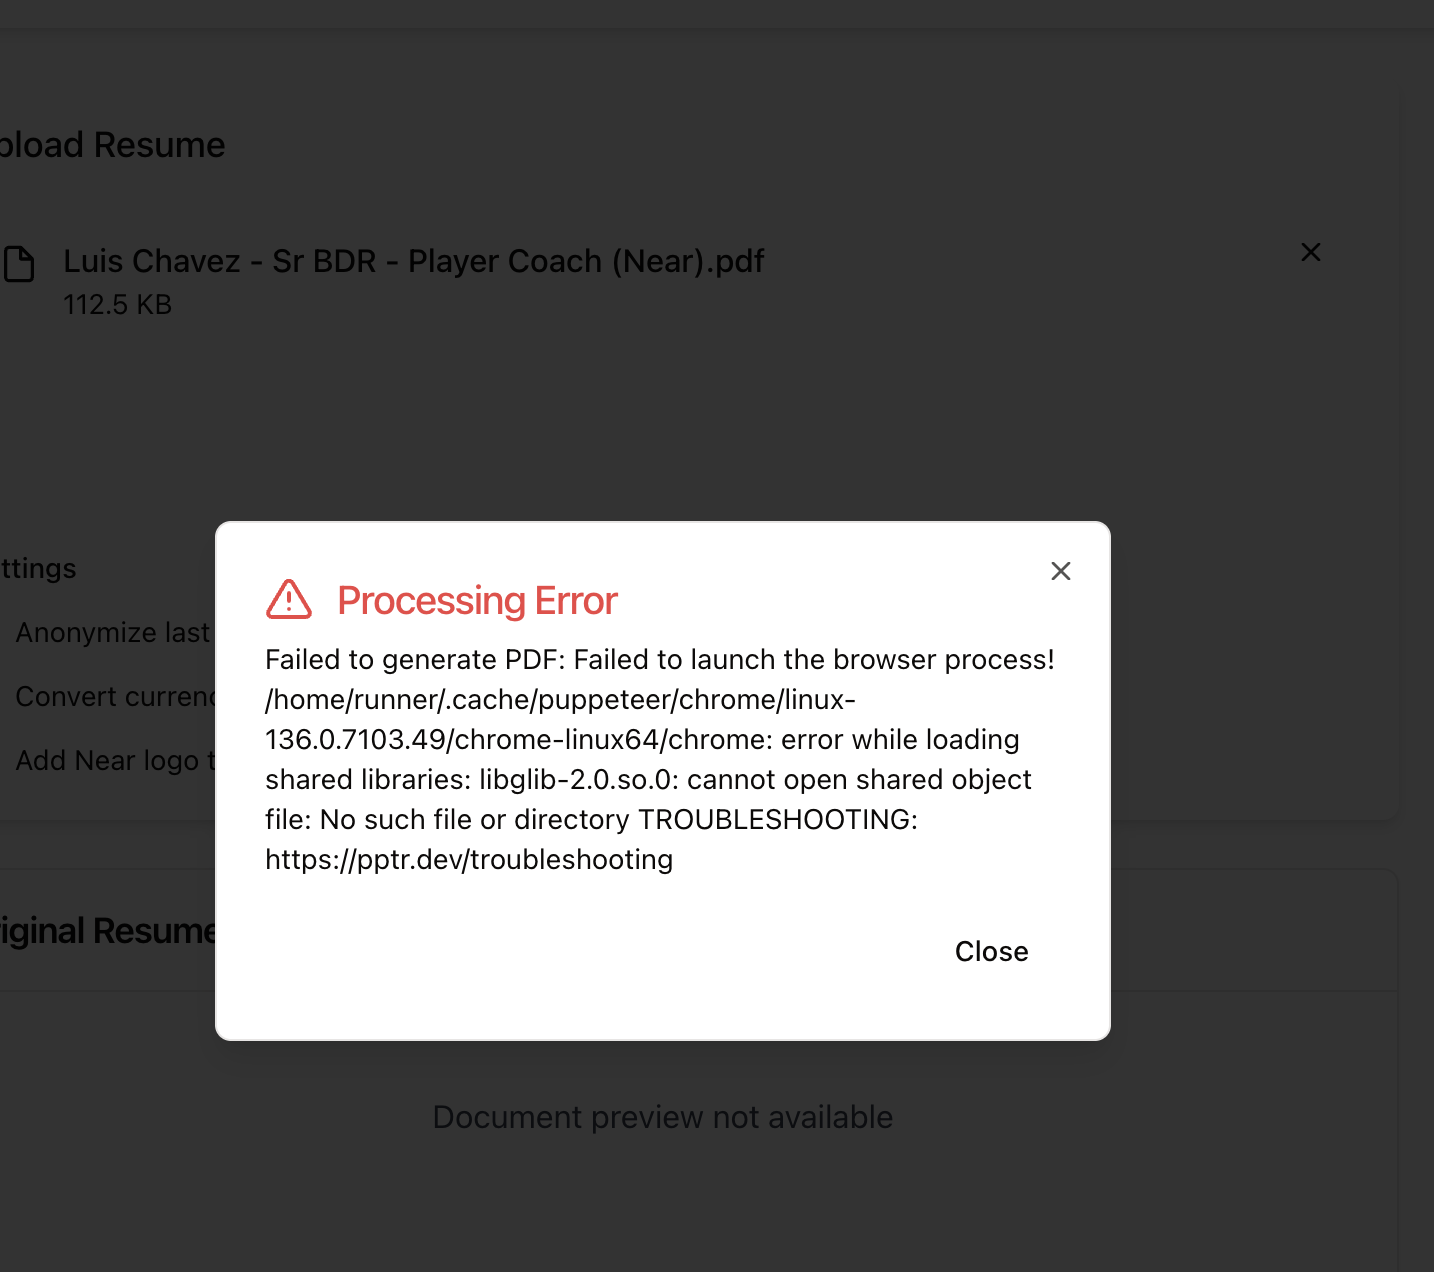 pload Resume
Luis Chavez - Sr BDR - Player Coach (Near).pdf
112.5 KB
ttings
Anonymize last
Convert currenc
Add Near logo t
Processing Error
Failed to generate PDF: Failed to launch the browser process!
/home/runner/.cache/puppeteer/chrome/linux-
136.0.7103.49/chrome-linux64/chrome: error while loading
shared libraries: libglib-2.0.so.0: cannot open shared object
file: No such file or directory TROUBLESHOOTING:
https://pptr.dev/troubleshooting
Close
iginal Resume
Document preview not available